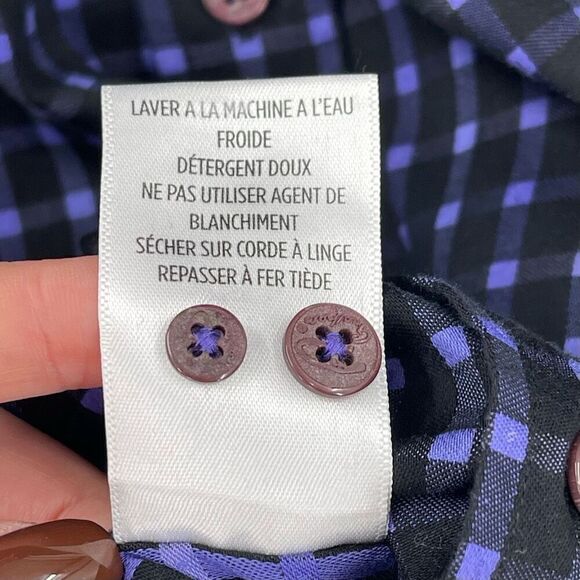 LAVER A LA MACHINE A L'EAU
FROIDE
DÉTERGENT DOUX
NE PAS UTILISER AGENT DE
BLANCHIMENT
SÉCHER SUR CORDE À LINGE
REPASSER À FER TIÈDE